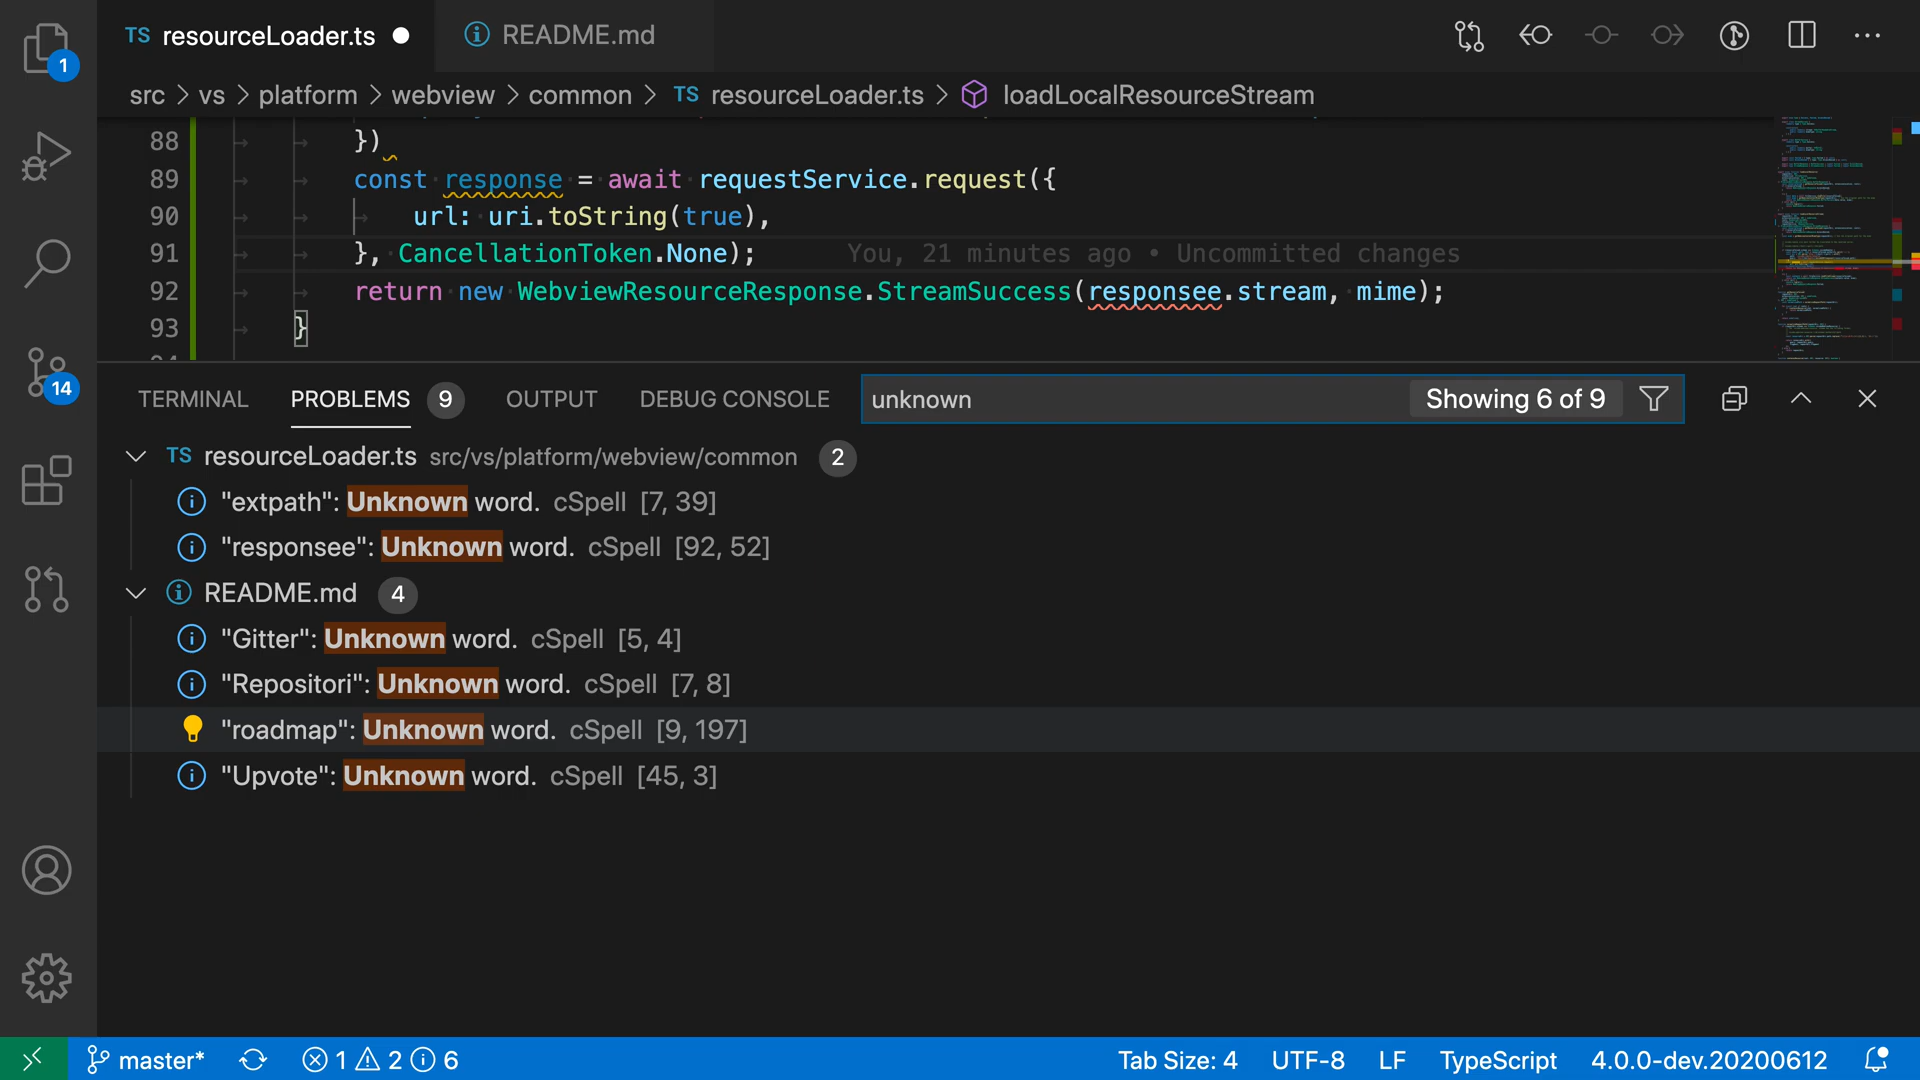 TS resourceLoader.ts ● README.md
1
src > vs > platform > webview > common > TS resourceLoader.ts > loadLocalResourceStream
88 })
89 const response = await requestService.request({
90 url: uri.toString(true),
91 }, CancellationToken.None); You, 21 minutes ago • Uncommitted changes
92 return new WebviewResourceResponse.StreamSuccess(responsee.stream, mime);
93 }
14
TERMINAL PROBLEMS 9 OUTPUT DEBUG CONSOLE unknown Showing 6 of 9
TS resourceLoader.ts src/vs/platform/webview/common 2
"extpath": Unknown word. cSpell [7, 39]
"responsee": Unknown word. cSpell [92, 52]
README.md 4
"Gitter": Unknown word. cSpell [5, 4]
"Repositori": Unknown word. cSpell [7, 8]
"roadmap": Unknown word. cSpell [9, 197]
"Upvote": Unknown word. cSpell [45, 3]
master* 1 2 6 Tab Size: 4 UTF-8 LF TypeScript 4.0.0-dev.20200612